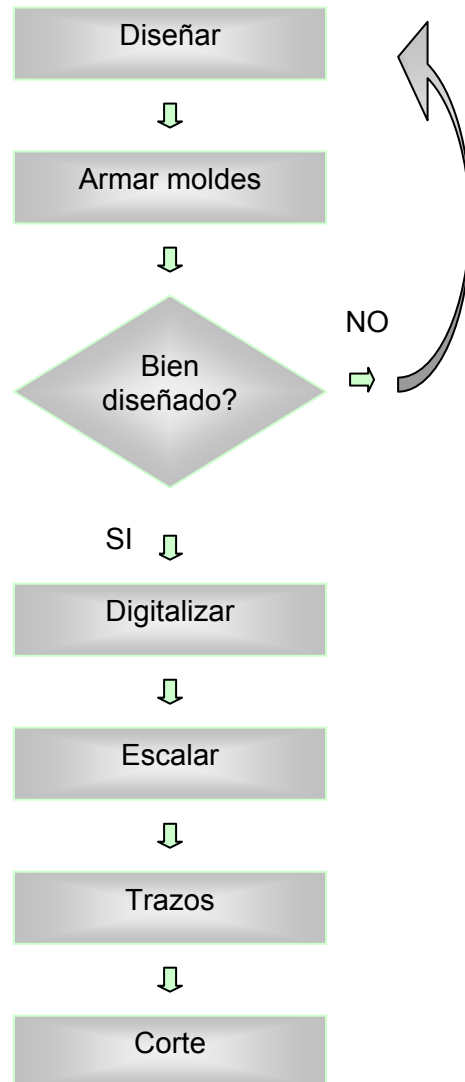 Diseñar
Armar moldes
NO
Bien
diseñado?
SI
Digitalizar
Escalar
Trazos
Corte